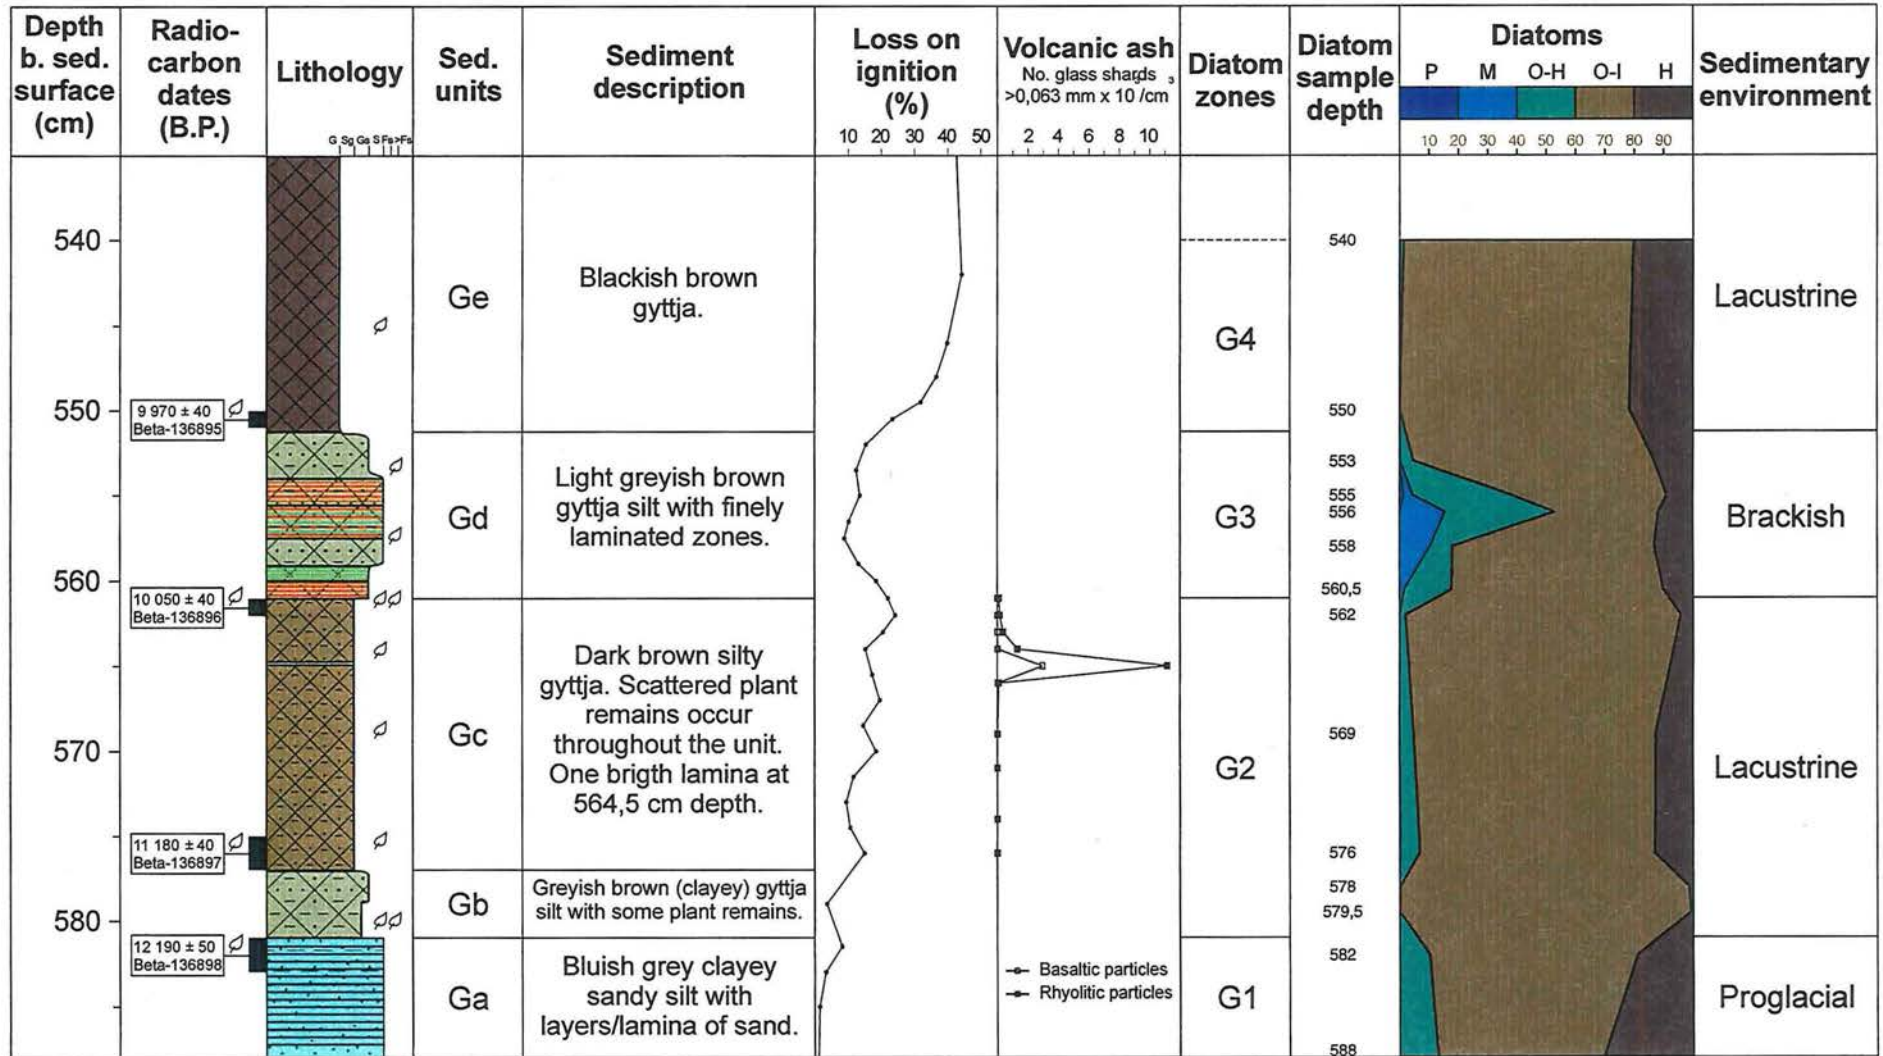 Depth
b. sed.
surface
(cm)
Radio-
carbon
dates
(B.P.)
Lithology
G Sg Gs S Fs >Fs
Sed.
units
Sediment
description
Loss on
ignition
(%)
10 20 30 40 50
Volcanic ash
No. glass shards 3
>0,063 mm x 10 /cm
2 4 6 8 10
Diatom
zones
Diatom
sample
depth
Diatoms
P M O-H O-I H
10 20 30 40 50 60 70 80 90
Sedimentary
environment
540
550
560
570
580
9 970 ± 40
Beta-136895
10 050 ± 40
Beta-136896
11 180 ± 40
Beta-136897
12 190 ± 50
Beta-136898
Ge
Gd
Gc
Gb
Ga
Blackish brown
gyttja.
Light greyish brown
gyttja silt with finely
laminated zones.
Dark brown silty
gyttja. Scattered plant
remains occur
throughout the unit.
One brigth lamina at
564,5 cm depth.
Greyish brown (clayey) gyttja
silt with some plant remains.
Bluish grey clayey
sandy silt with
layers/lamina of sand.
Basaltic particles
Rhyolitic particles
G4
G3
G2
G1
540
550
553
555
556
558
560,5
562
569
576
578
579,5
582
588
Lacustrine
Brackish
Lacustrine
Proglacial